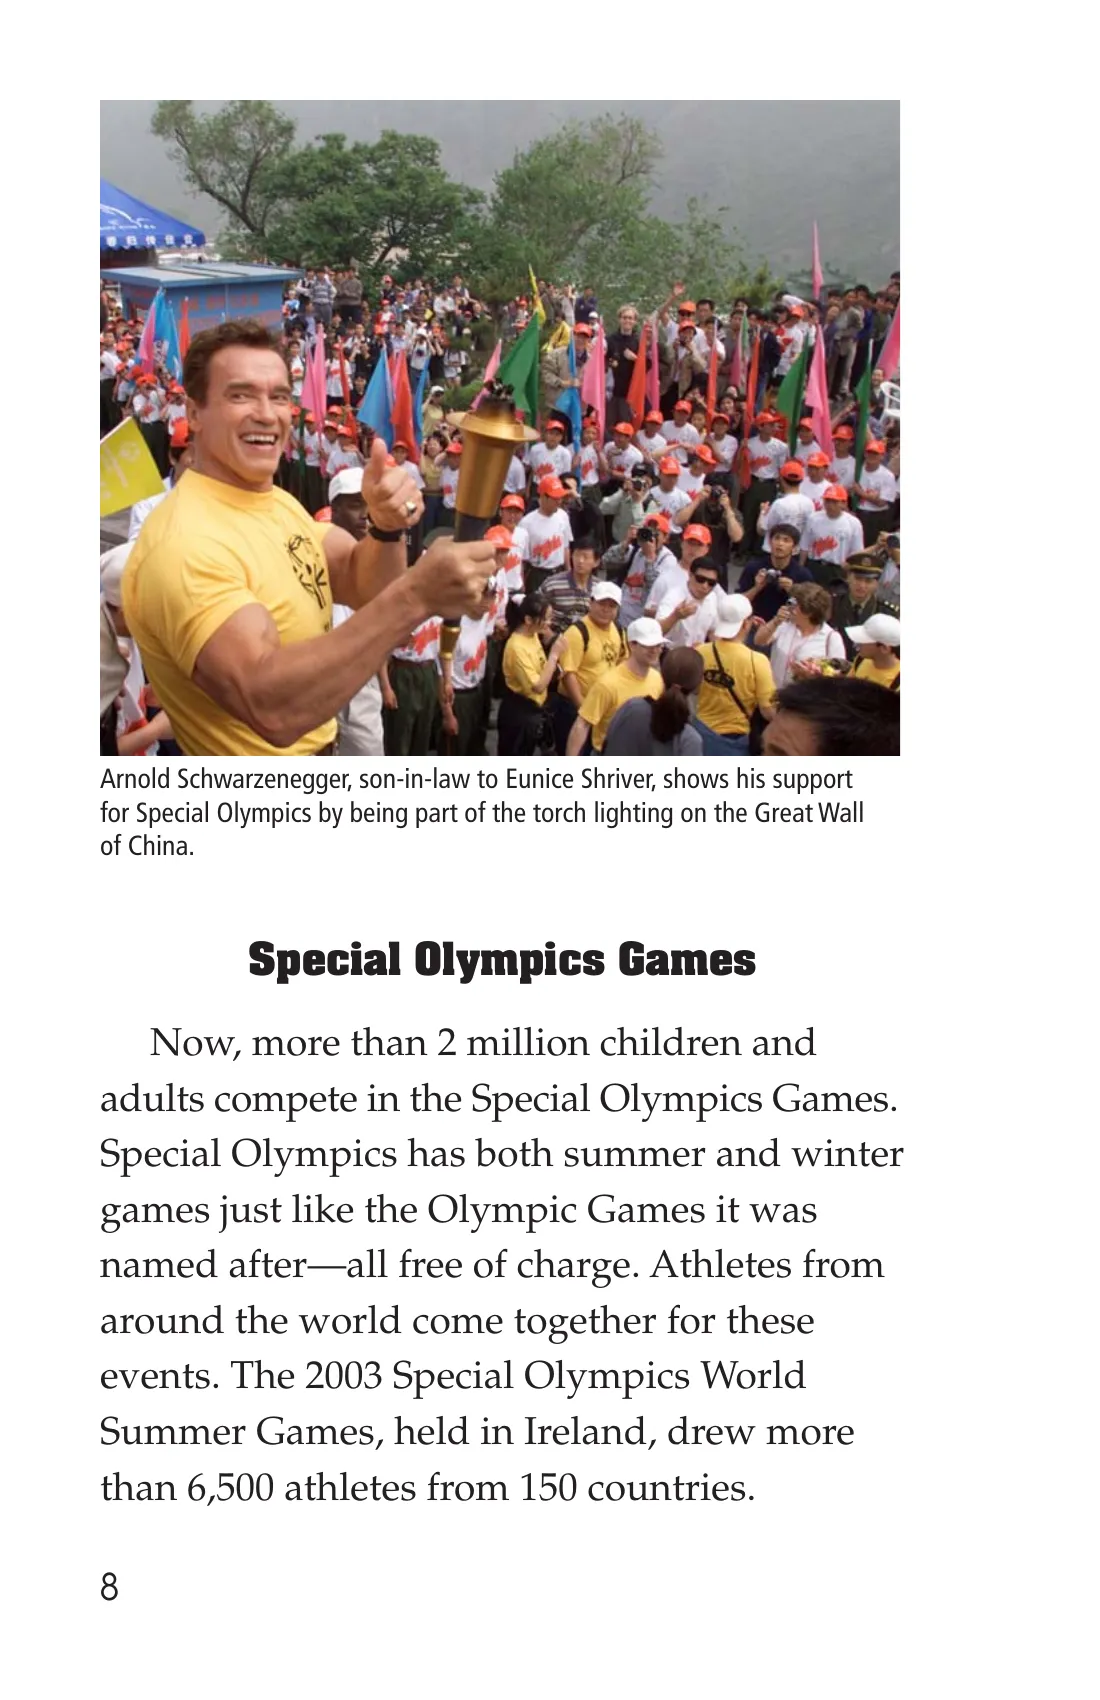 Arnold Schwarzenegger, son-in-law to Eunice Shriver, shows his support
for Special Olympics by being part of the torch lighting on the Great Wall
of China.
Special Olympics Games
Now, more than 2 million children and
adults compete in the Special Olympics Games.
Special Olympics has both summer and winter
games just like the Olympic Games it was
named after—all free of charge. Athletes from
around the world come together for these
events. The 2003 Special Olympics World
Summer Games, held in Ireland, drew more
than 6,500 athletes from 150 countries.
8